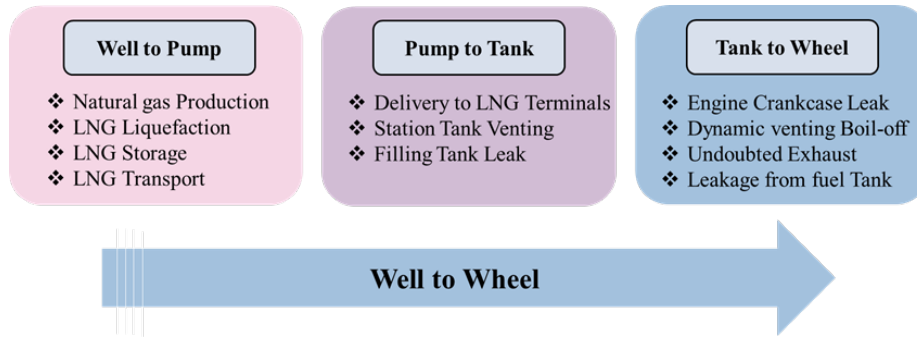 Well to Pump
❖ Natural gas Production
❖ LNG Liquefaction
❖ LNG Storage
❖ LNG Transport
Pump to Tank
❖ Delivery to LNG Terminals
❖ Station Tank Venting
❖ Filling Tank Leak
Tank to Wheel
❖ Engine Crankcase Leak
❖ Dynamic venting Boil-off
❖ Undoubted Exhaust
❖ Leakage from fuel Tank
Well to Wheel